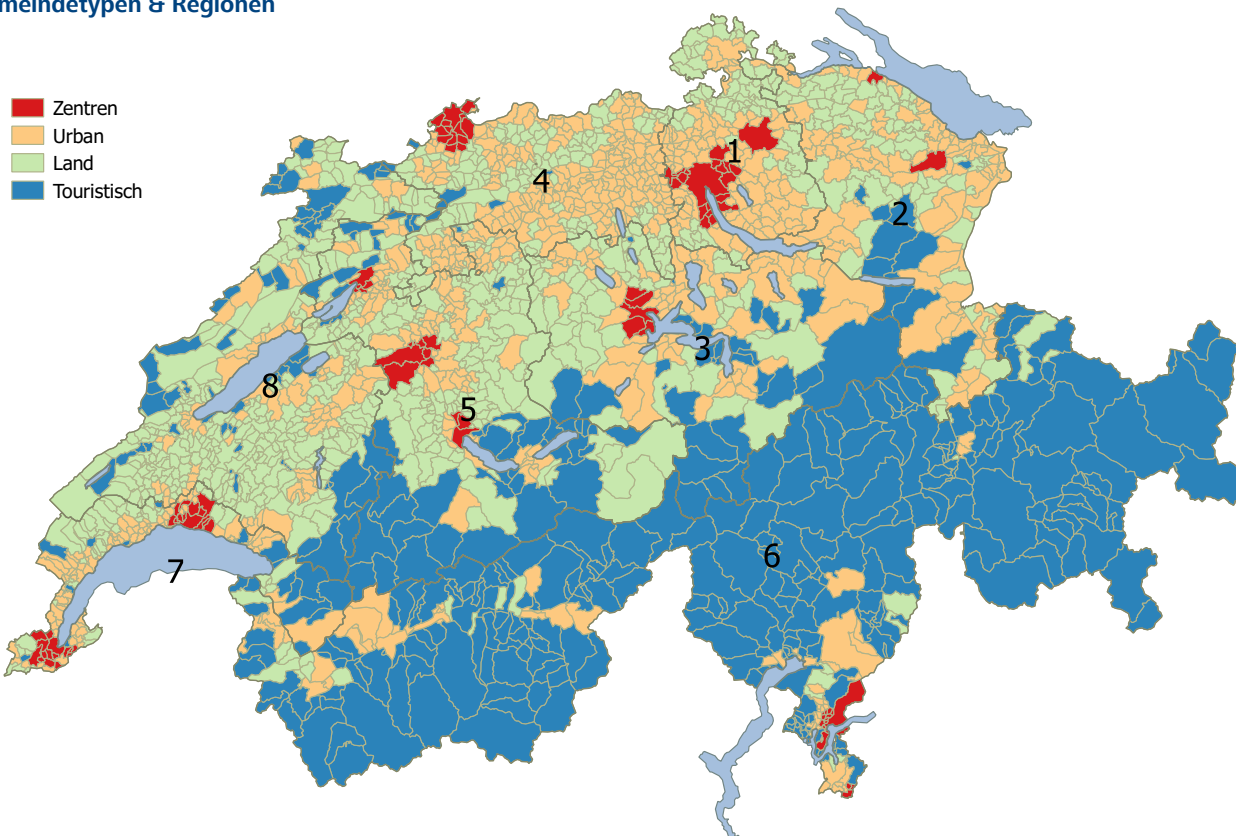 meindetypen & Regionen
Zentren
Urban
Land
Touristisch
1
4
2
3
8
5
6
7